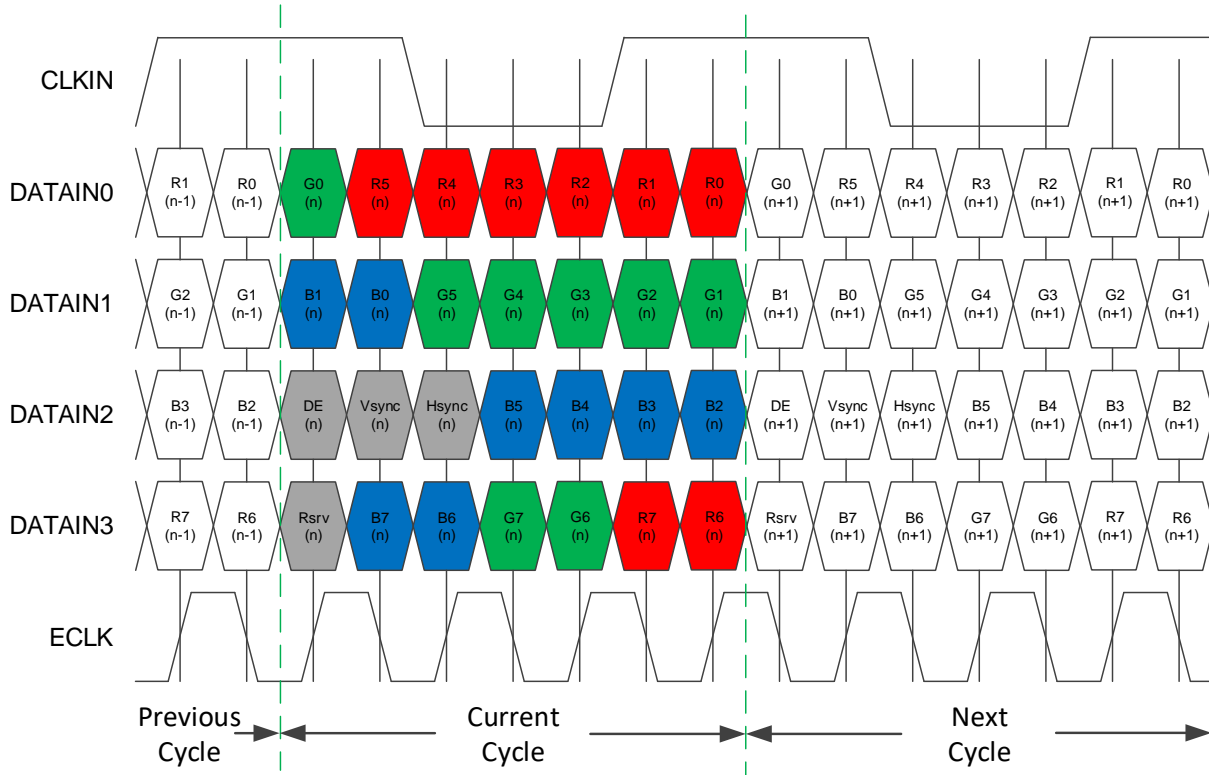 CLKIN
DATAIN0
R1 R0 G0 R5 R4 R3 R2 R1 R0 G0 R5 R4 R3 R2 R1 R0
(n-1) (n-1) (n) (n) (n) (n) (n) (n) (n) (n+1) (n+1) (n+1) (n+1) (n+1) (n+1) (n+1)
DATAIN1
G2 G1 B1 B0 G5 G4 G3 G2 G1 B1 B0 G5 G4 G3 G2 G1
(n-1) (n-1) (n) (n) (n) (n) (n) (n) (n) (n+1) (n+1) (n+1) (n+1) (n+1) (n+1) (n+1)
DATAIN2
B3 B2 DE Vsync Hsync B5 B4 B3 B2 DE Vsync Hsync B5 B4 B3 B2
(n-1) (n-1) (n) (n) (n) (n) (n) (n) (n) (n+1) (n+1) (n+1) (n+1) (n+1) (n+1) (n+1)
DATAIN3
R7 R6 Rsrv B7 B6 G7 G6 R7 R6 Rsrv B7 B6 G7 G6 R7 R6
(n-1) (n-1) (n) (n) (n) (n) (n) (n) (n) (n+1) (n+1) (n+1) (n+1) (n+1) (n+1) (n+1)
ECLK
Previous
Cycle
Current
Cycle
Next
Cycle